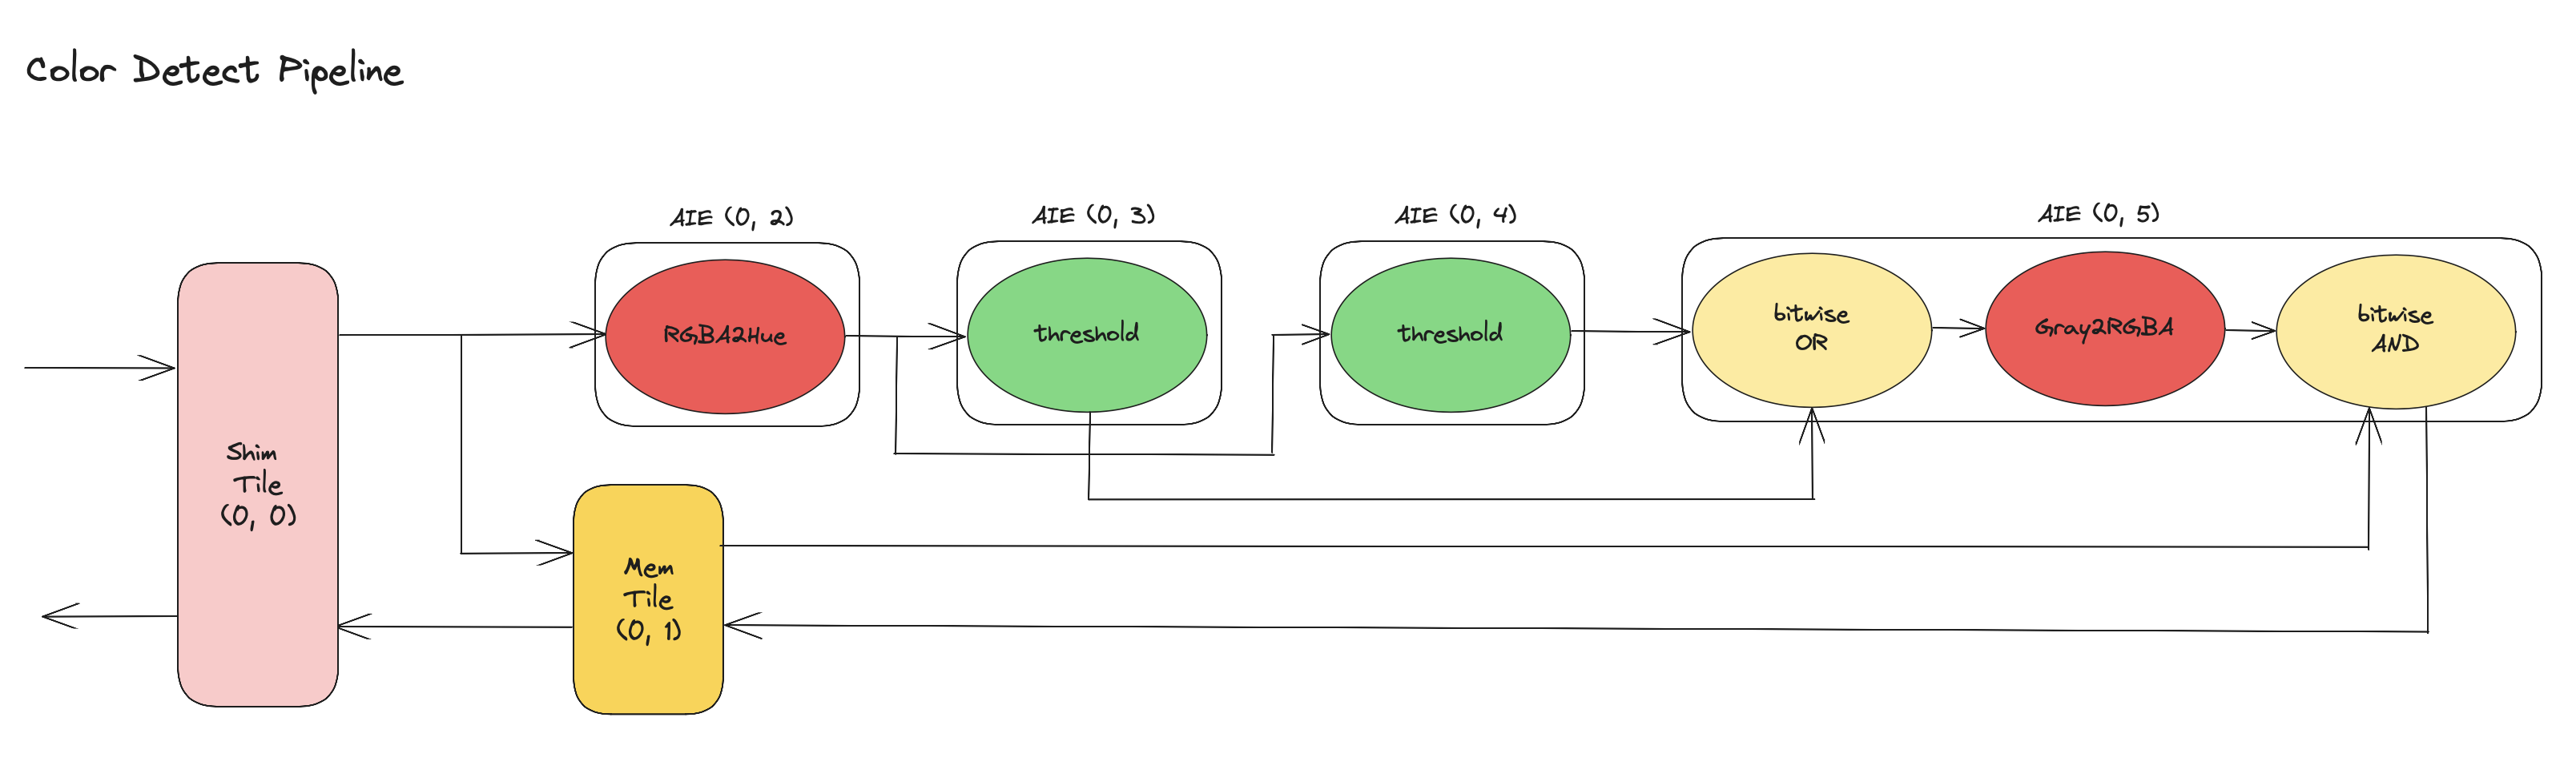 Color Detect Pipeline
AIE (0, 2)
AIE (0, 3)
AIE (0, 4)
AIE (0, 5)
RGBA2Hue
threshold
threshold
bitwise
OR
Gray2RGBA
bitwise
AND
Shim
Tile
(0, 0)
Mem
Tile
(0, 1)